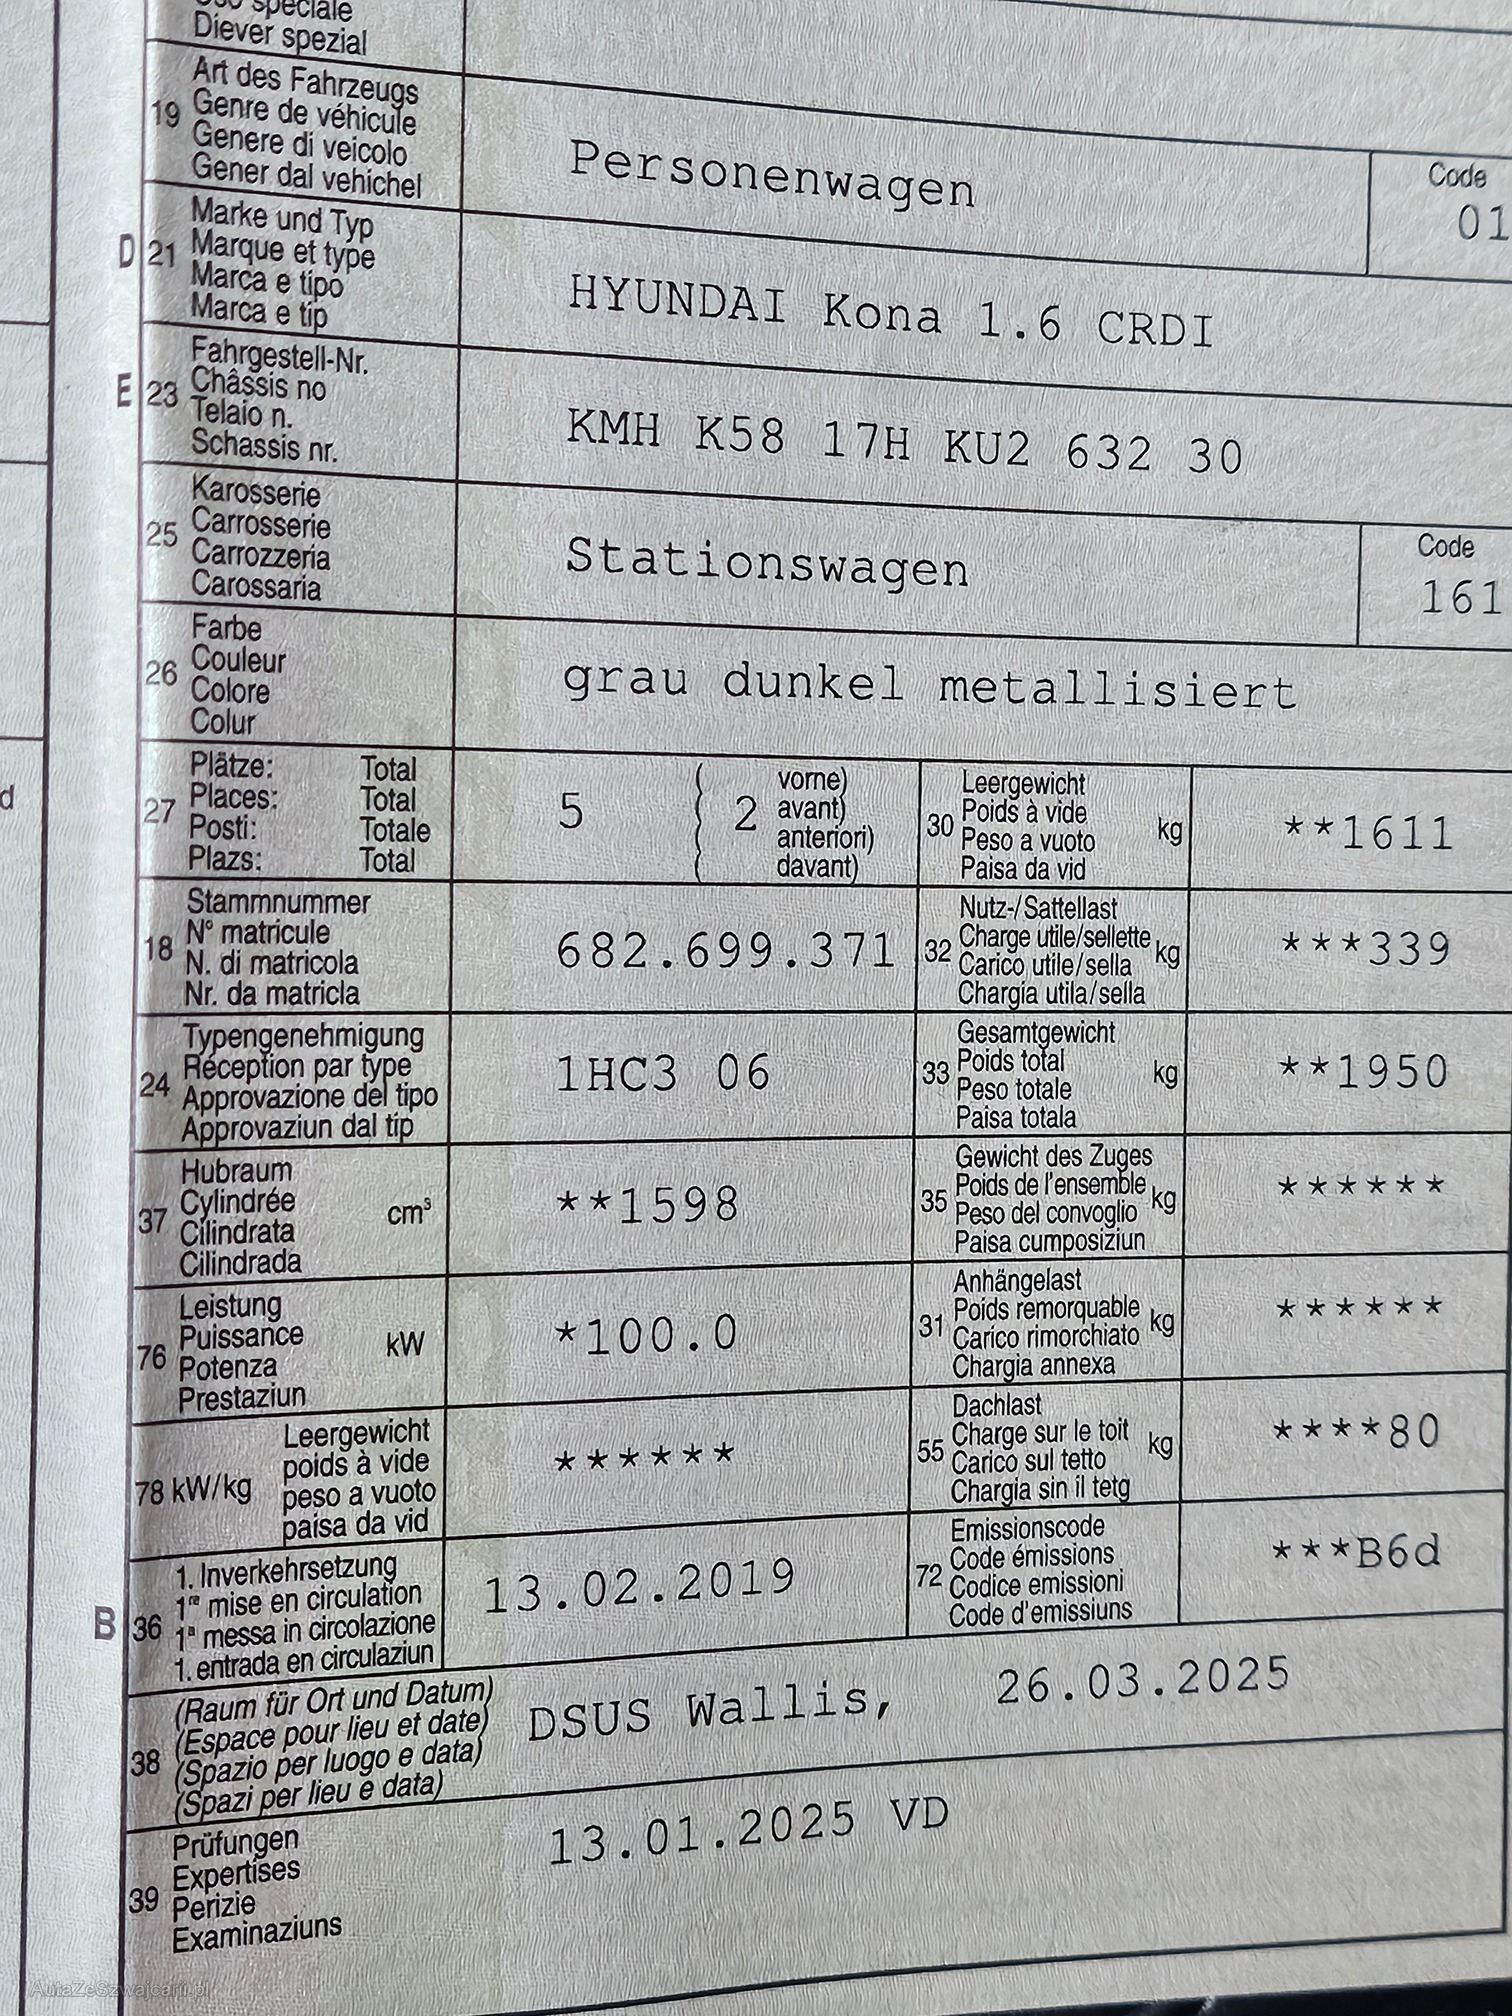 Uso speciale
Diever spezial
19 Art des Fahrzeugs
Genre de véhicule
Genere di veicolo
Gener dal vehichel
Personenwagen
Code
01
D 21 Marke und Typ
Marque et type
Marca e tipo
Marca e tip
HYUNDAI Kona 1.6 CRDI
E 23 Fahrgestell-Nr.
Châssis no
Telaio n.
Schassis nr.
KMH K58 17H KU2 632 30
25 Karosserie
Carrosserie
Carrozzeria
Carossaria
Stationswagen
Code
161
26 Farbe
Couleur
Colore
Colur
grau dunkel metallisiert
27 Plätze: Total
Places: Total
Posti: Totale
Plazs: Total
5 ( 2 vorne)
avant)
anteriori)
davant)
30 Leergewicht
Poids à vide
Peso a vuoto
Paisa da vid
kg
**1611
18 Stammnummer
N° matricule
N. di matricola
Nr. da matricla
682.699.371
32 Nutz-/Sattellast
Charge utile/sellette
Carico utile/sella
Chargia utila/sella
kg
***339
24 Typengenehmigung
Réception par type
Approvazione del tipo
Approvaziun dal tip
1HC3 06
33 Gesamtgewicht
Poids total
Peso totale
Paisa totala
kg
**1950
37 Hubraum
Cylindrée
Cilindrata
Cilindrada
cm³
**1598
35 Gewicht des Zuges
Poids de l'ensemble
Peso del convoglio
Paisa cumposiziun
kg
******
76 Leistung
Puissance
Potenza
Prestaziun
kW
*100.0
31 Anhängelast
Poids remorquable
Carico rimorchiato
Chargia annexa
kg
******
78 kW/kg Leergewicht
poids à vide
peso a vuoto
paisa da vid
******
55 Dachlast
Charge sur le toit
Carico sul tetto
Chargia sin il tetg
kg
****80
B 36 1. Inverkehrsetzung
1re mise en circulation
1a messa in circolazione
1. entrada en circulaziun
13.02.2019
72 Emissionscode
Code émissions
Codice emissioni
Code d'emissiuns
***B6d
38 (Raum für Ort und Datum)
(Espace pour lieu et date)
(Spazio per luogo e data)
(Spazi per lieu e data)
DSUS Wallis, 26.03.2025
39 Prüfungen
Expertises
Perizie
Examinaziuns
13.01.2025 VD
d
AutaZeSzwajcarii.pl